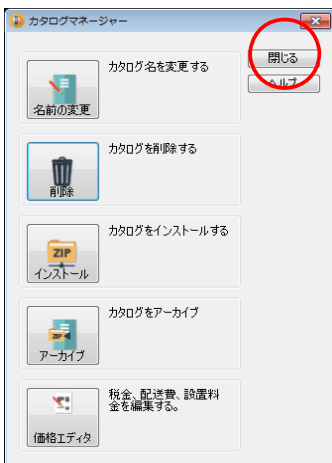 カタログマネージャー
カタログ名を変更する
閉じる
ヘルプ
名前の変更
カタログを削除する
削除
カタログをインストールする
ZIP
インストール
カタログをアーカイブ
ZIP
アーカイブ
税金、配送費、設置料
金を編集する。
価格エディタ